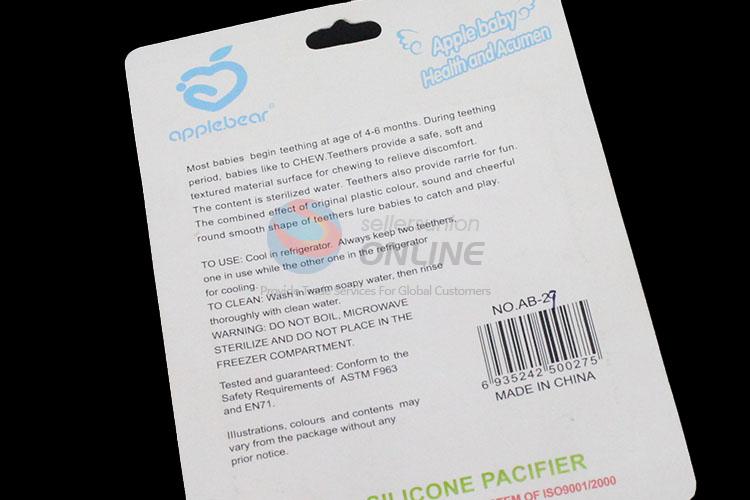 applebear®
Apple baby
Health and Acumen
Most babies begin teething at age of 4-6 months. During teething
period, babies like to CHEW.Teethers provide a safe, soft and
textured material surface for chewing to relieve discomfort.
The content is sterilized water. Teethers also provide rarrle for fun.
The combined effect of original plastic colour, sound and cheerful
round smooth shape of teethers lure babies to catch and play.
sellersunion
ONLINE
Provide Trade Services For Global Customers
TO USE: Cool in refrigerator. Always keep two teethers,
one in use while the other one in the refrigerator
for cooling.
TO CLEAN: Wash in warm soapy water, then rinse
thoroughly with clean water.
WARNING: DO NOT BOIL, MICROWAVE
STERILIZE AND DO NOT PLACE IN THE
FREEZER COMPARTMENT.
Tested and guaranteed: Conform to the
Safety Requirements of ASTM F963
and EN71.
Illustrations, colours and contents may
vary from the package without any
prior notice.
NO.AB-29
6 935242 500275
MADE IN CHINA
SILICONE PACIFIER
OF ISO9001/2000